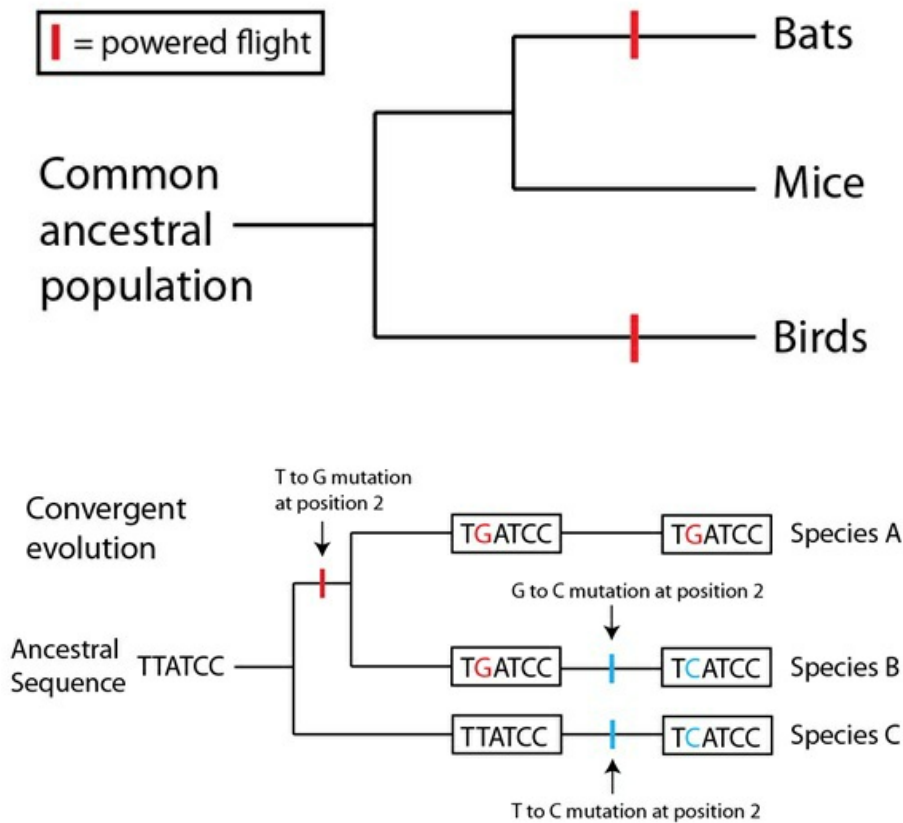 = powered flight
Bats
Common
ancestral
population
Mice
Birds
T to G mutation
at position 2
Convergent
evolution
TGATCC
TGATCC
Species A
G to C mutation at position 2
Ancestral
Sequence
TTATCC
TGATCC
TCATCC
Species B
TTATCC
TCATCC
Species C
T to C mutation at position 2